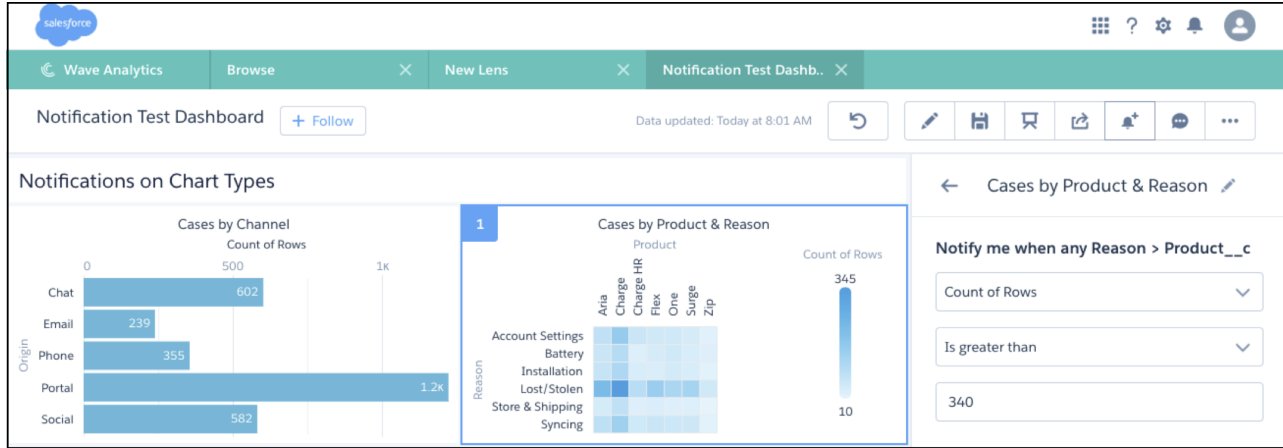 salesforce
?
Wave Analytics
Browse
New Lens
Notification Test Dashb..
Notification Test Dashboard
+ Follow
Data updated: Today at 8:01 AM
Notifications on Chart Types
Cases by Channel
Count of Rows
0 500 1K
Origin
Chat 602
Email 239
Phone 355
Portal 1.2K
Social 582
1
Cases by Product & Reason
Product
Aria
Charge
Charge HR
Flex
One
Surge
Zip
Reason
Account Settings
Battery
Installation
Lost/Stolen
Store & Shipping
Syncing
Count of Rows
345
10
Cases by Product & Reason
Notify me when any Reason > Product__c
Count of Rows
Is greater than
340